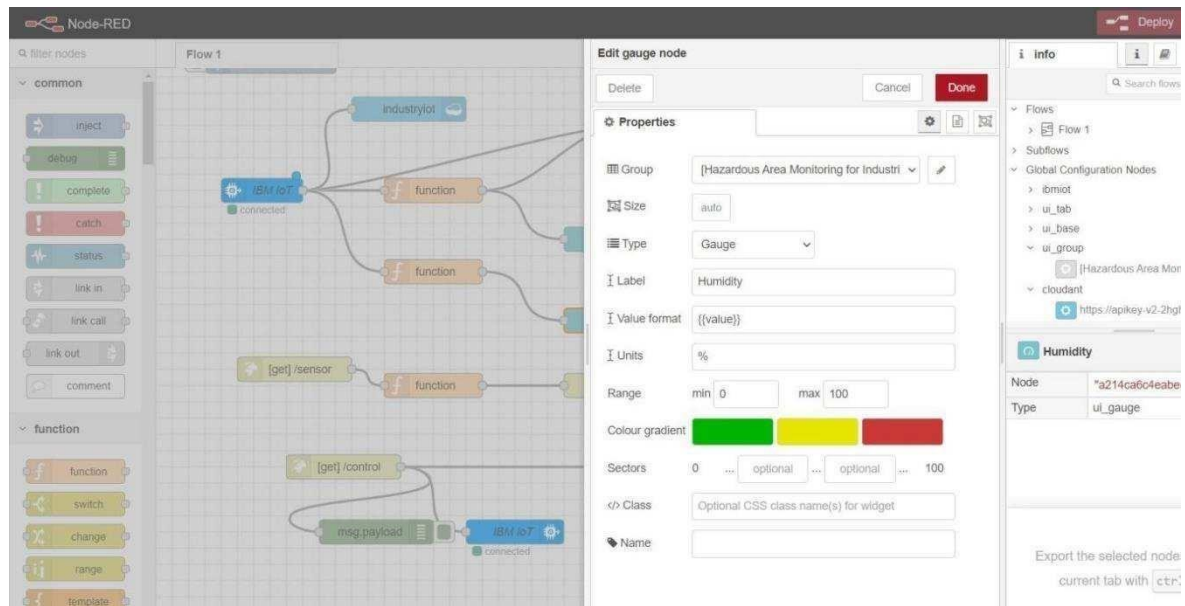 Node-RED
Deploy
filter nodes
common
inject
debug
complete
catch
status
link in
link call
link out
comment
function
function
switch
change
range
template
Flow 1
industryiot
IBM IoT
connected
function
function
[get] /sensor
function
[get] /control
msg.payload
IBM IoT
connected
Edit gauge node
Delete
Cancel
Done
Properties
Group
[Hazardous Area Monitoring for Industri
Size
auto
Type
Gauge
Label
Humidity
Value format
{{value}}
Units
%
Range
min 0
max 100
Colour gradient
Sectors
0 ... optional ... optional ... 100
</> Class
Optional CSS class name(s) for widget
Name
i info
i
Search flows
Flows
Flow 1
Subflows
Global Configuration Nodes
ibmiot
ui_tab
ui_base
ui_group
[Hazardous Area Mon
cloudant
https://apikey-v2-2hgl
Humidity
Node
"a214ca6c4eabe
Type
ui_gauge
Export the selected node
current tab with ctrl